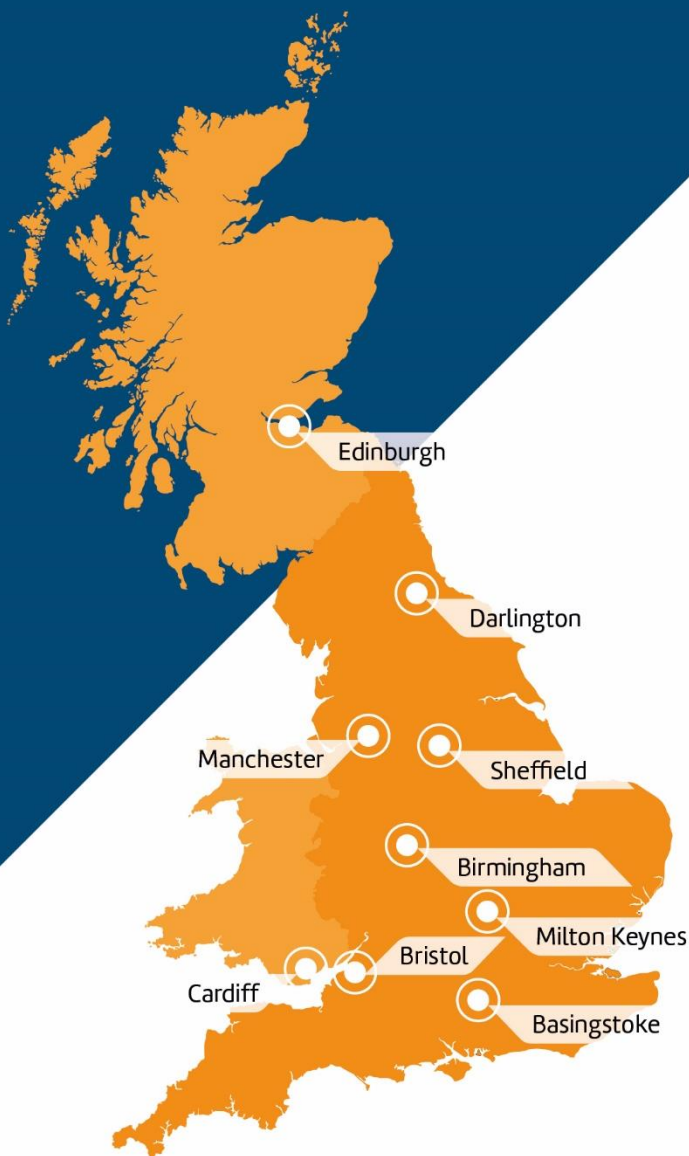 Edinburgh
Darlington
Manchester
Sheffield
Birmingham
Milton Keynes
Bristol
Cardiff
Basingstoke